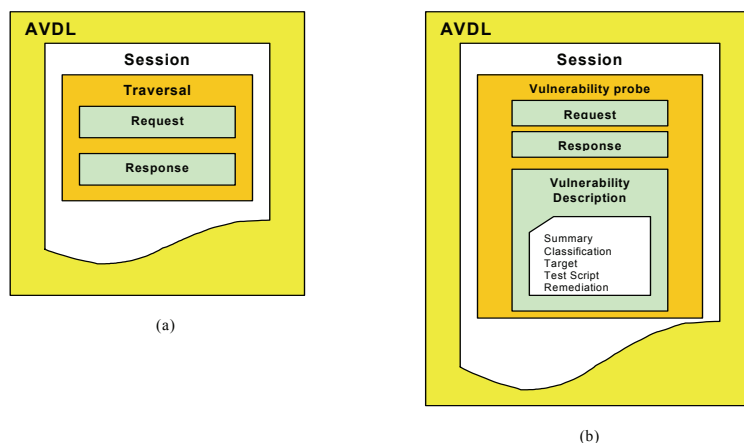 AVDL
Session
Traversal
Request
Response
(a)
AVDL
Session
Vulnerability probe
Request
Response
Vulnerability
Description
Summary
Classification
Target
Test Script
Remediation
(b)